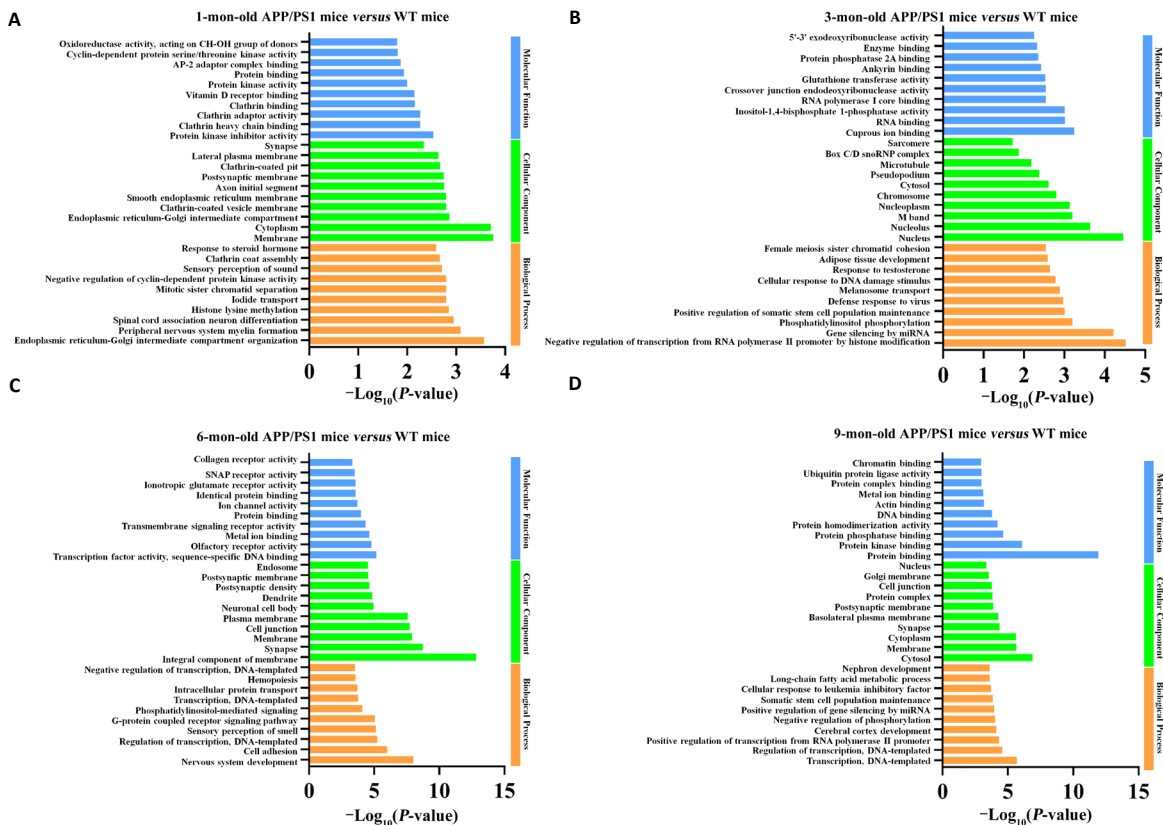 A
1-mon-old APP/PS1 mice versus WT mice
Oxidoreductase activity, acting on CH-OH group of donors
Cyclin-dependent protein serine/threonine kinase activity
AP-2 adaptor complex binding
Protein binding
Protein kinase activity
Vitamin D receptor binding
Clathrin binding
Clathrin adaptor activity
Clathrin heavy chain binding
Protein kinase inhibitor activity
Synapse
Lateral plasma membrane
Clathrin-coated pit
Postsynaptic membrane
Axon initial segment
Smooth endoplasmic reticulum membrane
Clathrin-coated vesicle membrane
Endoplasmic reticulum-Golgi intermediate compartment
Cytoplasm
Membrane
Response to steroid hormone
Clathrin coat assembly
Sensory perception of sound
Negative regulation of cyclin-dependent protein kinase activity
Mitotic sister chromatid separation
Iodide transport
Histone lysine methylation
Spinal cord association neuron differentiation
Peripheral nervous system myelin formation
Endoplasmic reticulum-Golgi intermediate compartment organization
Molecular Function
Cellular Component
Biological Process
0 1 2 3 4
−Log10(P-value)
B
3-mon-old APP/PS1 mice versus WT mice
5'-3' exodeoxyribonuclease activity
Enzyme binding
Protein phosphatase 2A binding
Ankyrin binding
Glutathione transferase activity
Crossover junction endodeoxyribonuclease activity
RNA polymerase I core binding
Inositol-1,4-bisphosphate 1-phosphatase activity
RNA binding
Cuprous ion binding
Sarcomere
Box C/D snoRNP complex
Microtubule
Pseudopodium
Cytosol
Chromosome
Nucleoplasm
M band
Nucleolus
Nucleus
Female meiosis sister chromatid cohesion
Adipose tissue development
Response to testosterone
Cellular response to DNA damage stimulus
Melanosome transport
Defense response to virus
Positive regulation of somatic stem cell population maintenance
Phosphatidylinositol phosphorylation
Gene silencing by miRNA
Negative regulation of transcription from RNA polymerase II promoter by histone modification
Molecular Function
Cellular Component
Biological Process
0 1 2 3 4 5
−Log10(P-value)
C
6-mon-old APP/PS1 mice versus WT mice
Collagen receptor activity
SNAP receptor activity
Ionotropic glutamate receptor activity
Identical protein binding
Ion channel activity
Protein binding
Transmembrane signaling receptor activity
Metal ion binding
Olfactory receptor activity
Transcription factor activity, sequence-specific DNA binding
Endosome
Postsynaptic membrane
Postsynaptic density
Dendrite
Neuronal cell body
Plasma membrane
Cell junction
Membrane
Synapse
Integral component of membrane
Negative regulation of transcription, DNA-templated
Hemopoiesis
Intracellular protein transport
Transcription, DNA-templated
Phosphatidylinositol-mediated signaling
G-protein coupled receptor signaling pathway
Sensory perception of smell
Regulation of transcription, DNA-templated
Cell adhesion
Nervous system development
Molecular Function
Cellular Component
Biological Process
0 5 10 15
−Log10(P-value)
D
9-mon-old APP/PS1 mice versus WT mice
Chromatin binding
Ubiquitin protein ligase activity
Protein complex binding
Metal ion binding
Actin binding
DNA binding
Protein homodimerization activity
Protein phosphatase binding
Protein kinase binding
Protein binding
Nucleus
Golgi membrane
Cell junction
Protein complex
Postsynaptic membrane
Basolateral plasma membrane
Synapse
Cytoplasm
Membrane
Cytosol
Nephron development
Long-chain fatty acid metabolic process
Cellular response to leukemia inhibitory factor
Somatic stem cell population maintenance
Positive regulation of gene silencing by miRNA
Negative regulation of phosphorylation
Cerebral cortex development
Positive regulation of transcription from RNA polymerase II promoter
Regulation of transcription, DNA-templated
Transcription, DNA-templated
Molecular Function
Cellular Component
Biological Process
0 5 10 15
−Log10(P-value)